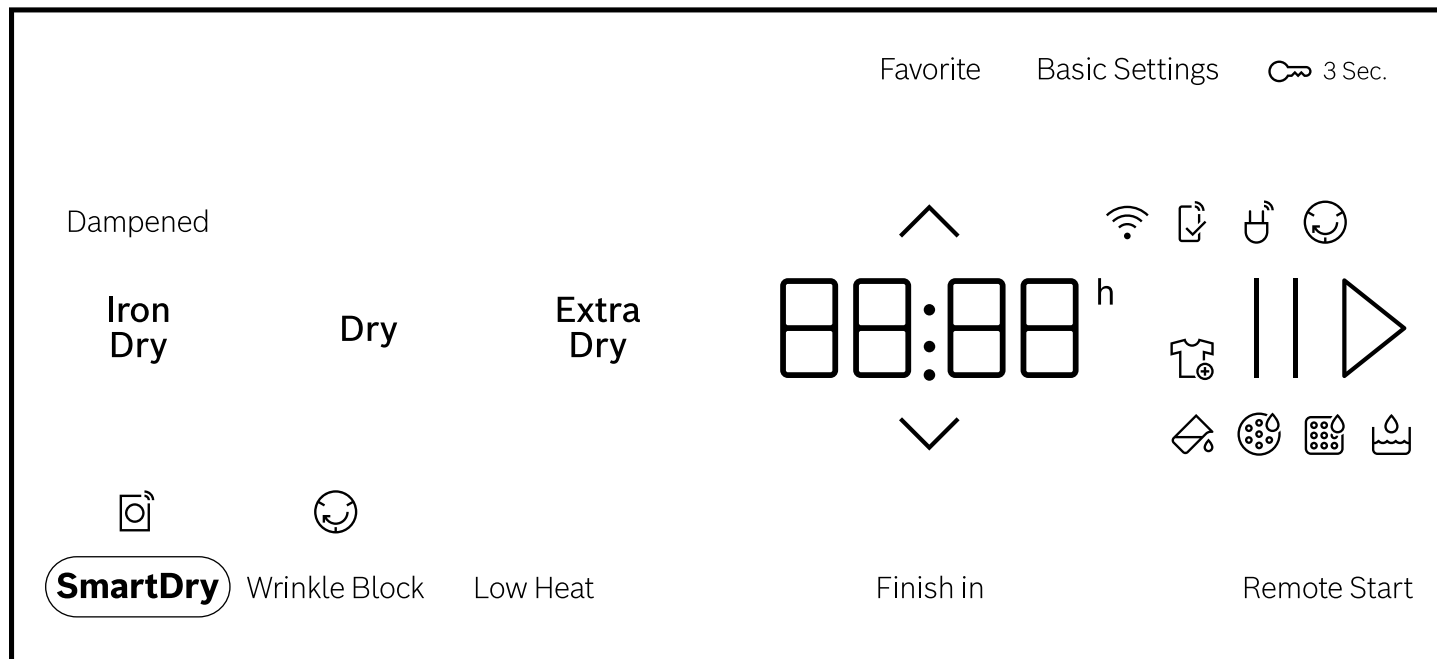 Favorite Basic Settings 3 Sec.
Dampened
Iron
Dry
Dry
Extra
Dry
88:88 h
SmartDry Wrinkle Block Low Heat Finish in Remote Start